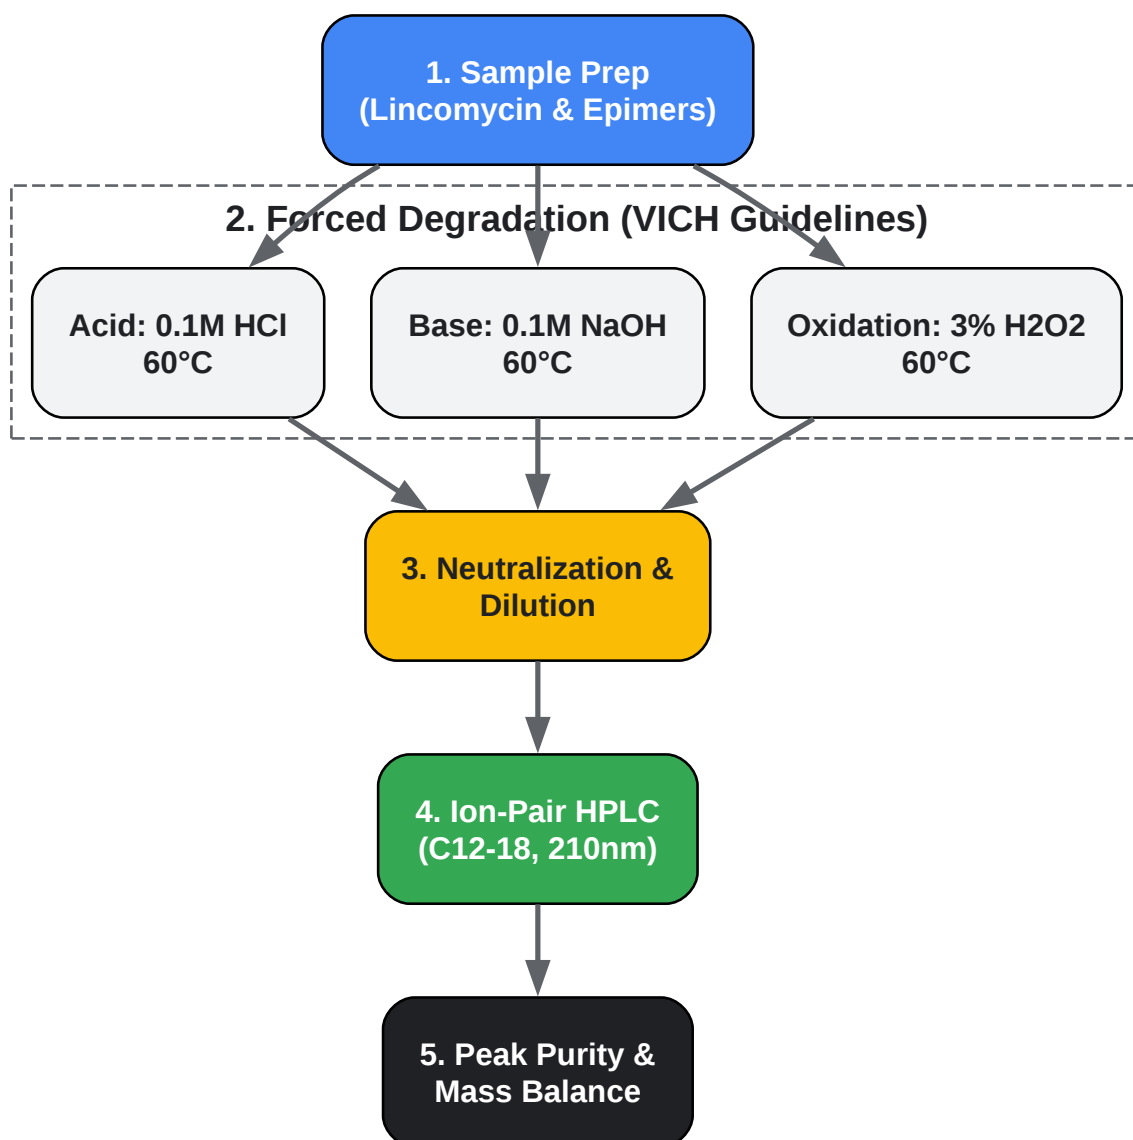 1. Sample Prep
(Lincomycin & Epimers)
2. Forced Degradation (VICH Guidelines)
Acid: 0.1M HCl
60°C
Base: 0.1M NaOH
60°C
Oxidation: 3% H2O2
60°C
3. Neutralization &
Dilution
4. Ion-Pair HPLC
(C12-18, 210nm)
5. Peak Purity &
Mass Balance